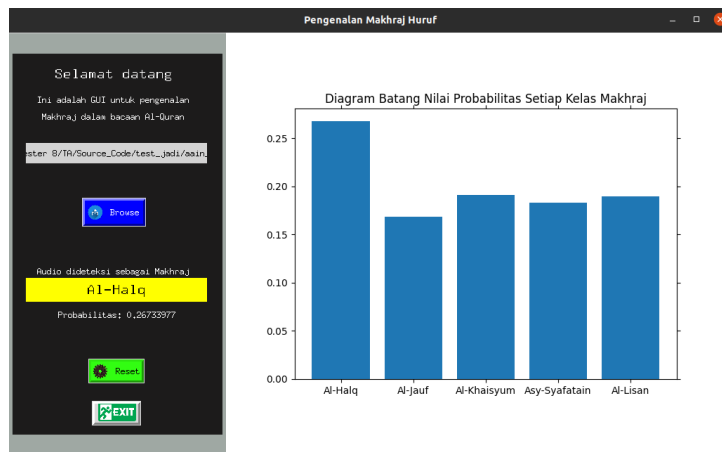 Pengenalan Makhraj Huruf
Selamat datang
Ini adalah GUI untuk pengenalan
Makhraj dalam bacaan Al-Quran
ster 8/TA/Source_Code/test_jadi/aain_
Browse
Audio dideteksi sebagai Makhraj
Al-Halq
Probabilitas: 0.26733977
Reset
EXIT
Diagram Batang Nilai Probabilitas Setiap Kelas Makhraj
0.25
0.20
0.15
0.10
0.05
0.00
Al-Halq Al-Jauf Al-Khaisyum Asy-Syafatain Al-Lisan